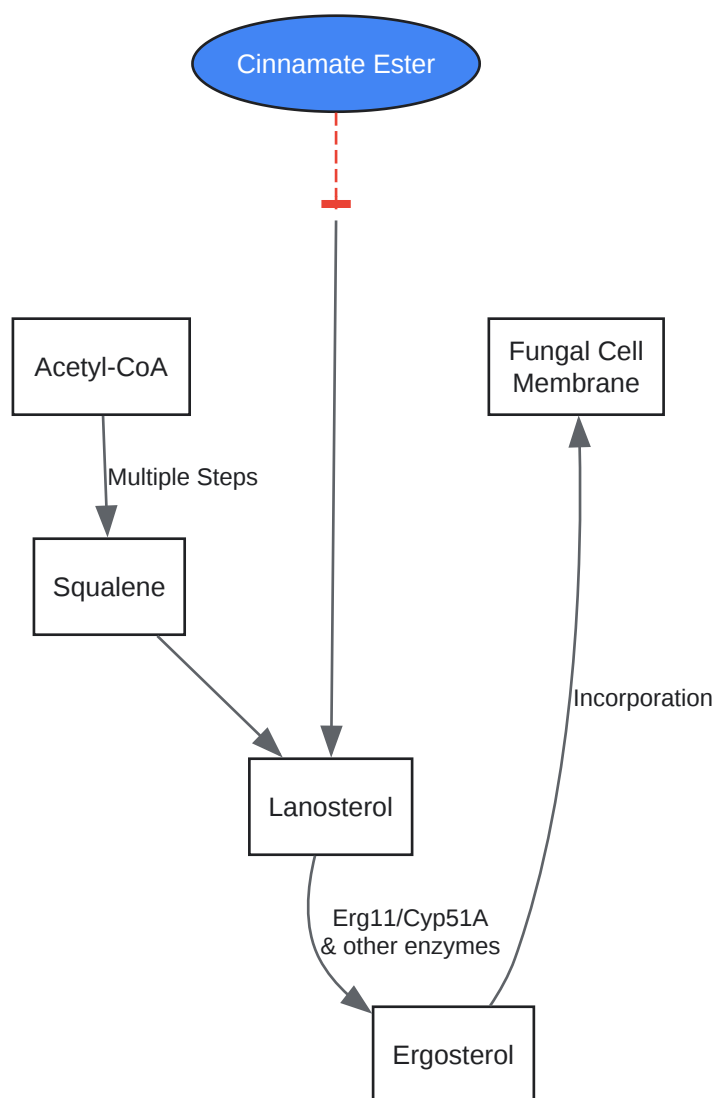 Cinnamate Ester
Acetyl-CoA
Fungal Cell
Membrane
Multiple Steps
Squalene
Incorporation
Lanosterol
Erg11/Cyp51A
& other enzymes
Ergosterol